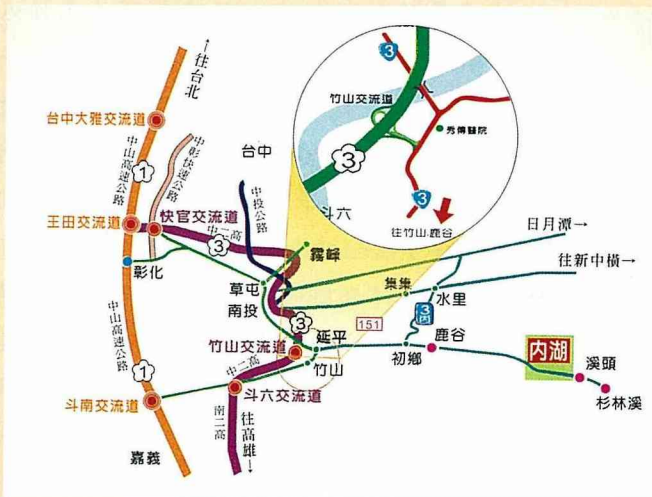 ←往台北
台中大雅交流道
中山高速公路
1
中彰快速公路
台中
中投公路
王田交流道
快官交流道
中二高
3
彰化
霧峰
草屯
南投
日月潭→
往新中橫→
集集
水里
3丙
151
3
延平
竹山交流道
竹山
初鄉
鹿谷
內湖
溪頭
杉林溪
中山高速公路
1
中二高
斗南交流道
斗六交流道
南二高
往高雄→
嘉義
3
竹山交流道
秀傳醫院
3
斗六
3
往竹山.鹿谷